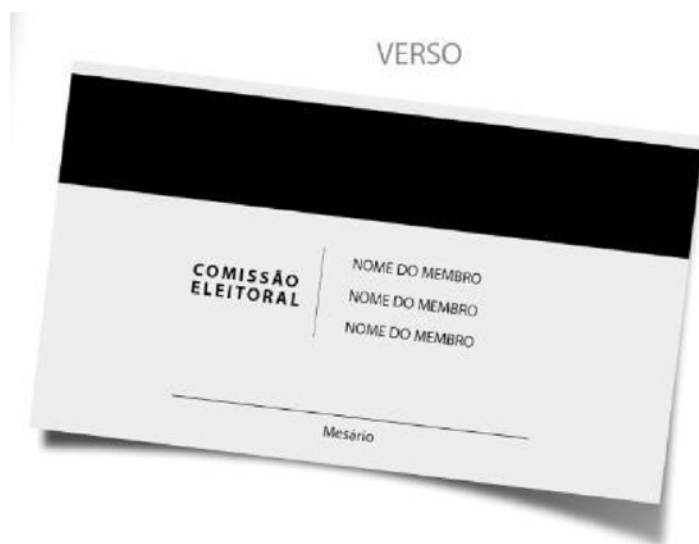 VERSO
COMISSÃO
ELEITORAL
NOME DO MEMBRO
NOME DO MEMBRO
NOME DO MEMBRO
Mesário